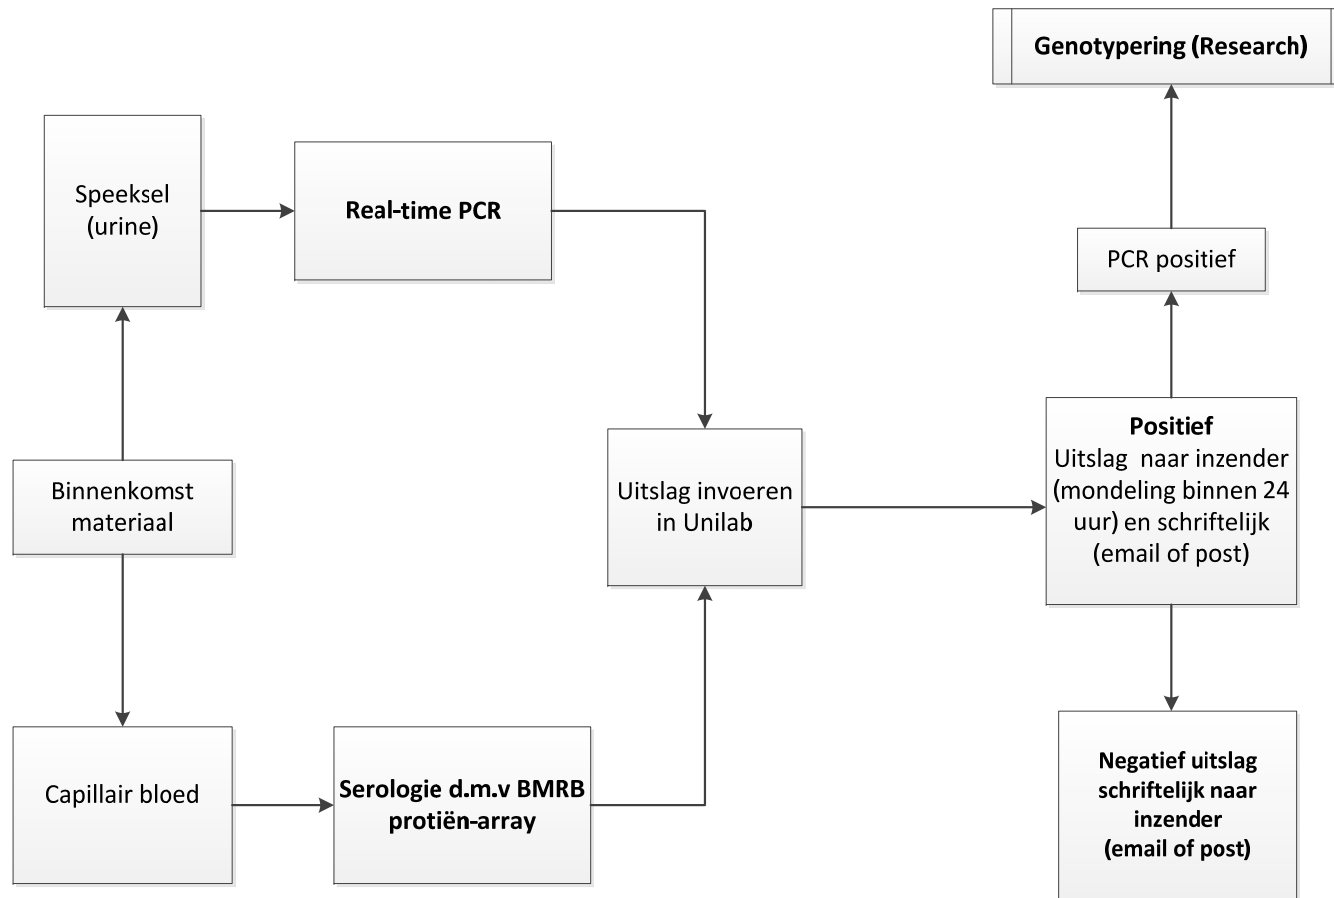 Genotypering (Research)
Speeksel
(urine)
Real-time PCR
PCR positief
Binnenkomst
materiaal
Uitslag invoeren
in Unilab
Positief
Uitslag naar inzender
(mondeling binnen 24
uur) en schriftelijk
(email of post)
Capillair bloed
Serologie d.m.v BMRB
protiën-array
Negatief uitslag
schriftelijk naar
inzender
(email of post)